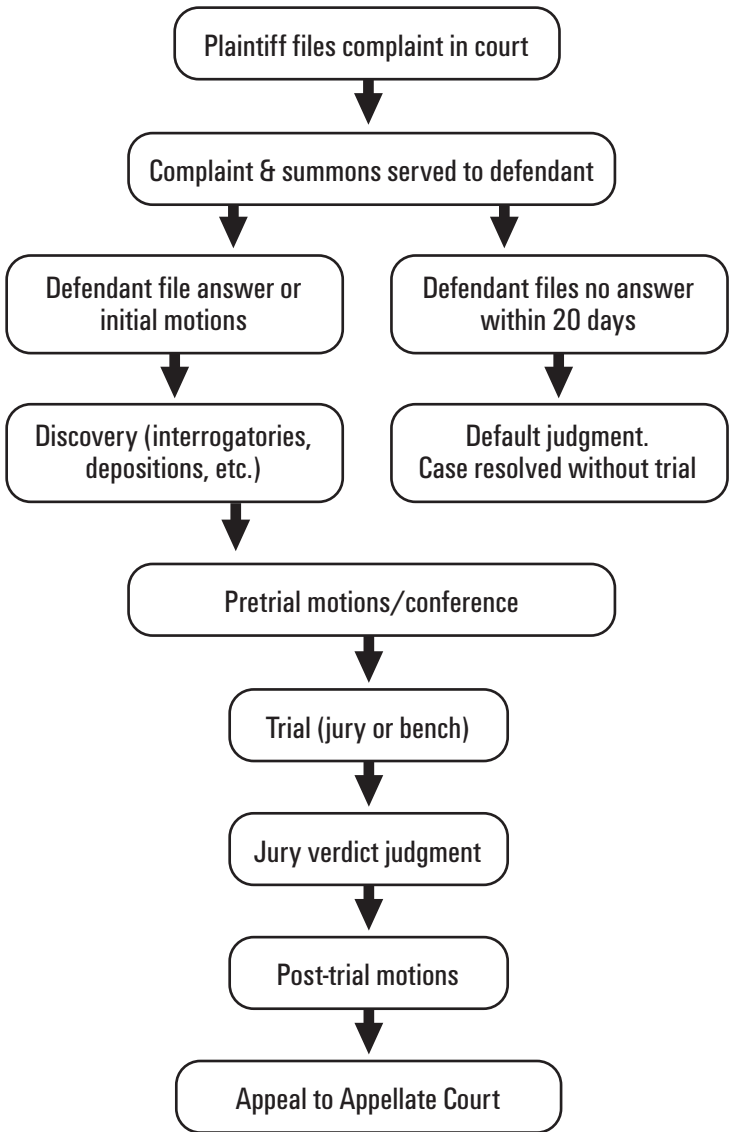 Plaintiff files complaint in court
Complaint & summons served to defendant
Defendant file answer or
initial motions
Defendant files no answer
within 20 days
Discovery (interrogatories,
depositions, etc.)
Default judgment.
Case resolved without trial
Pretrial motions/conference
Trial (jury or bench)
Jury verdict judgment
Post-trial motions
Appeal to Appellate Court